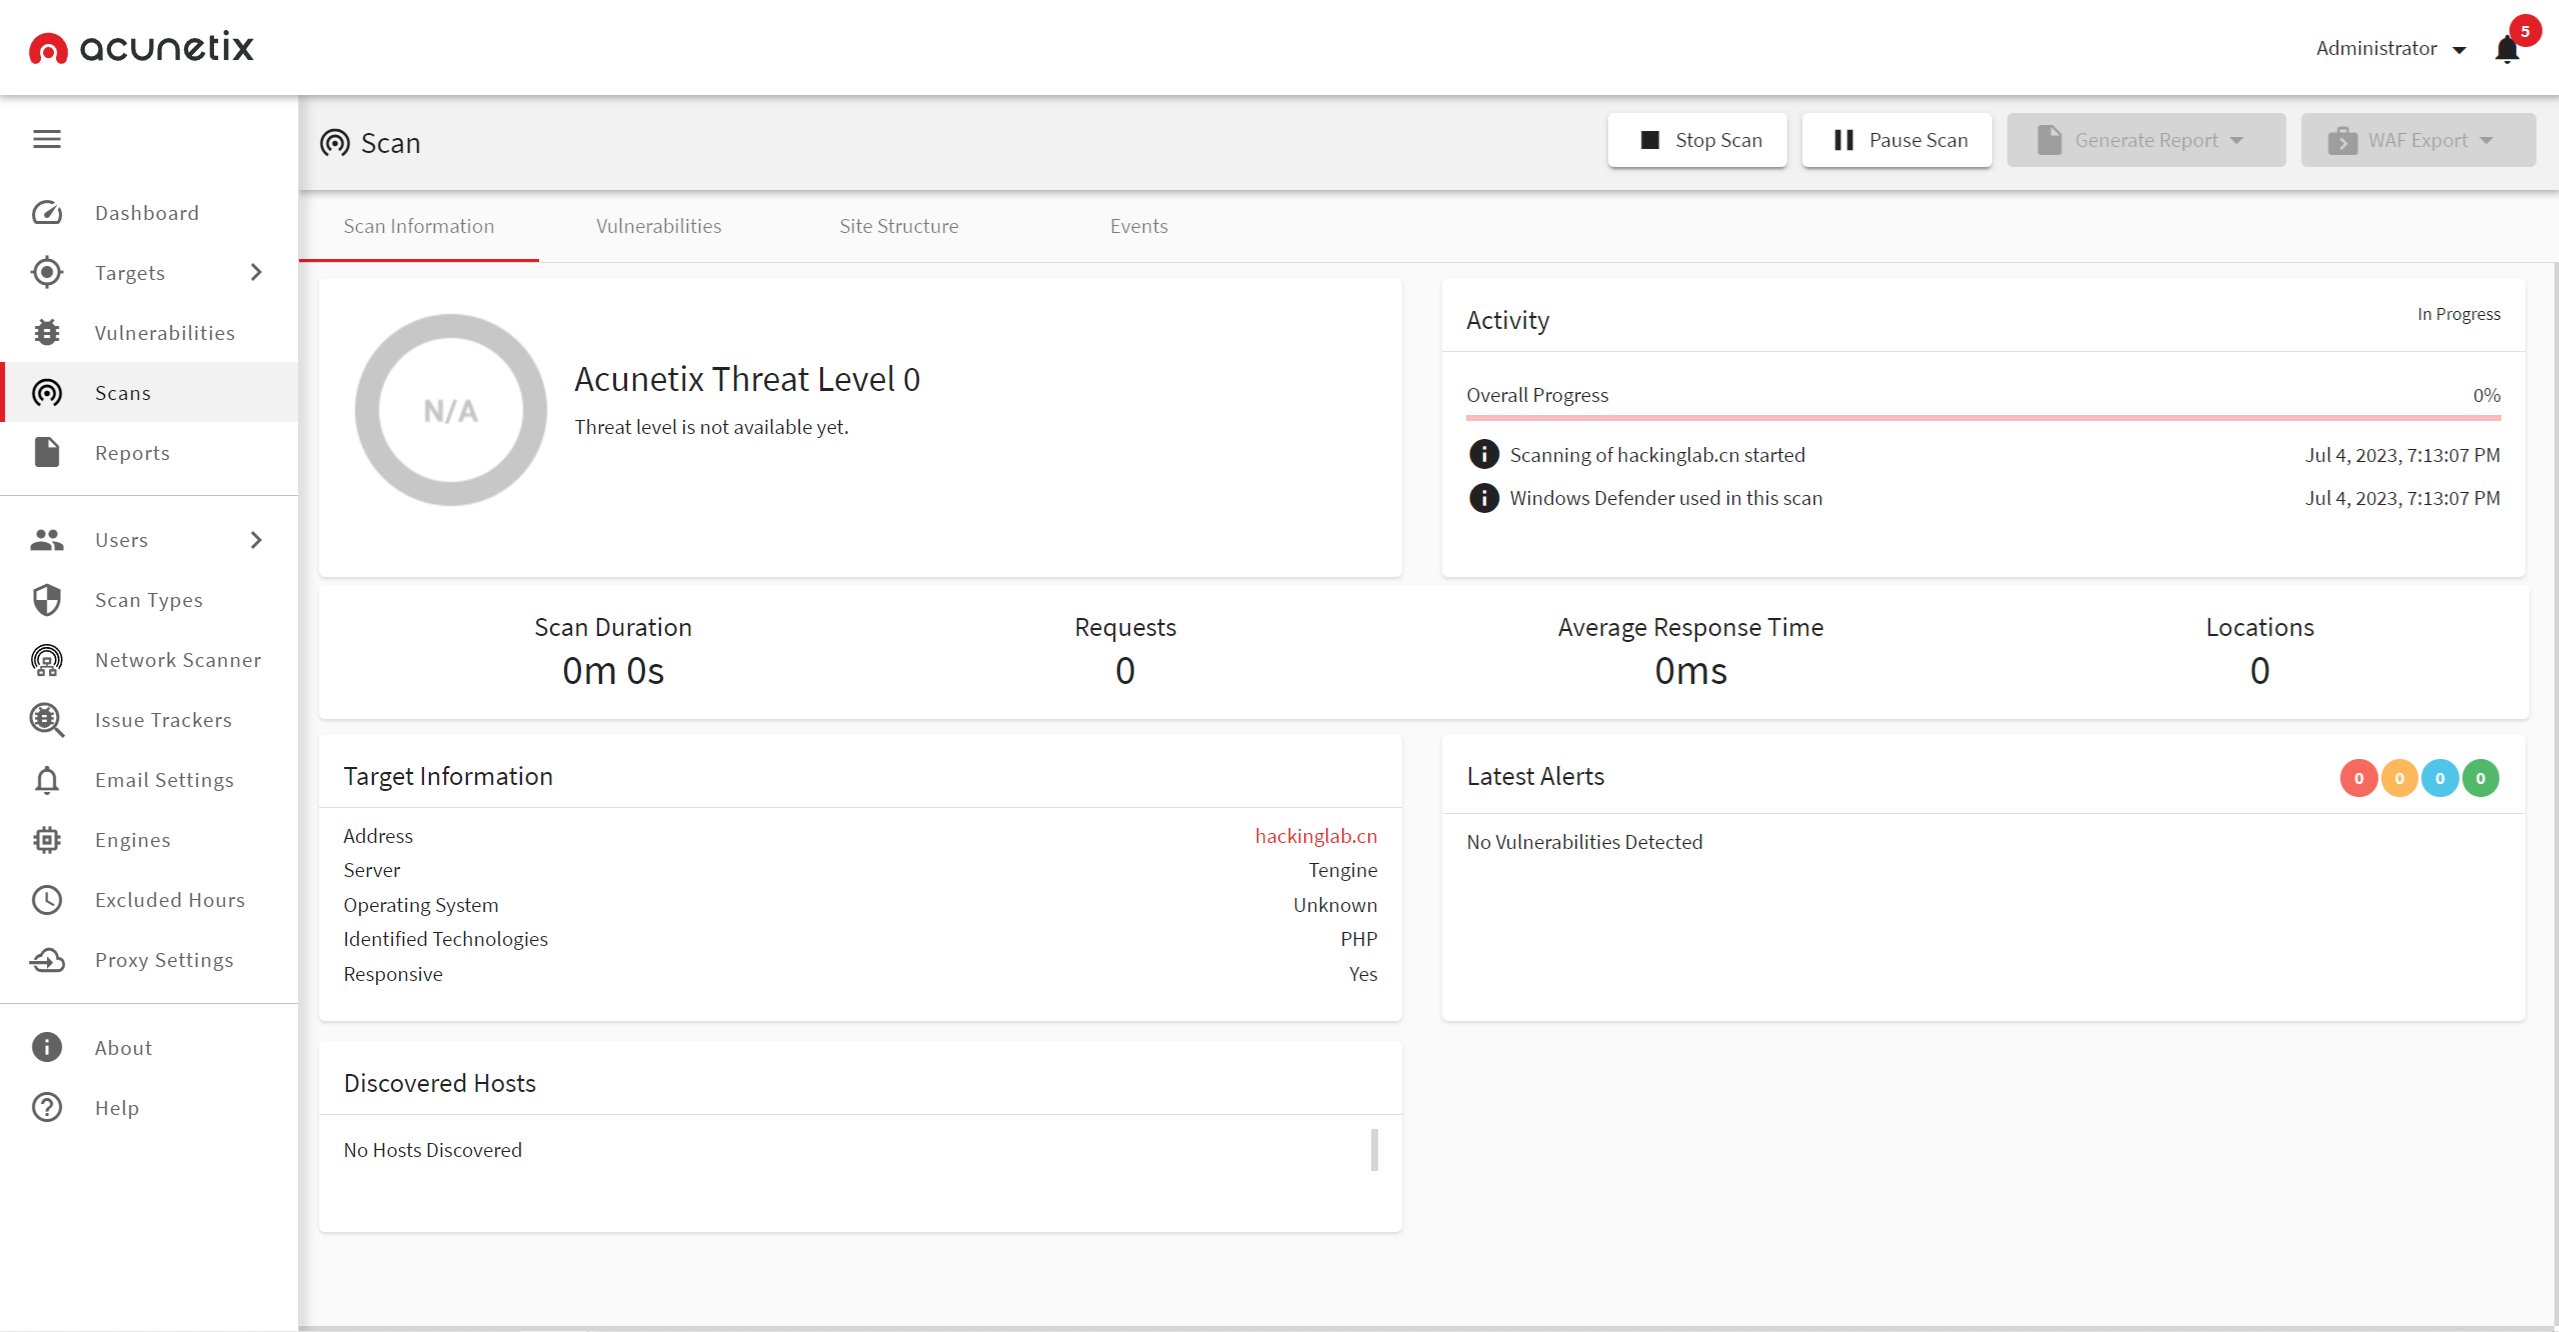 acunetix
Administrator
5
Scan
Stop Scan
Pause Scan
Generate Report
WAF Export
Dashboard
Targets
Vulnerabilities
Scans
Reports
Users
Scan Types
Network Scanner
Issue Trackers
Email Settings
Engines
Excluded Hours
Proxy Settings
About
Help
Scan Information
Vulnerabilities
Site Structure
Events
N/A
Acunetix Threat Level 0
Threat level is not available yet.
Activity
In Progress
Overall Progress
0%
Scanning of hackinglab.cn started
Jul 4, 2023, 7:13:07 PM
Windows Defender used in this scan
Jul 4, 2023, 7:13:07 PM
Scan Duration
0m 0s
Requests
0
Average Response Time
0ms
Locations
0
Target Information
Address
hackinglab.cn
Server
Tengine
Operating System
Unknown
Identified Technologies
PHP
Responsive
Yes
Latest Alerts
0
0
0
0
No Vulnerabilities Detected
Discovered Hosts
No Hosts Discovered